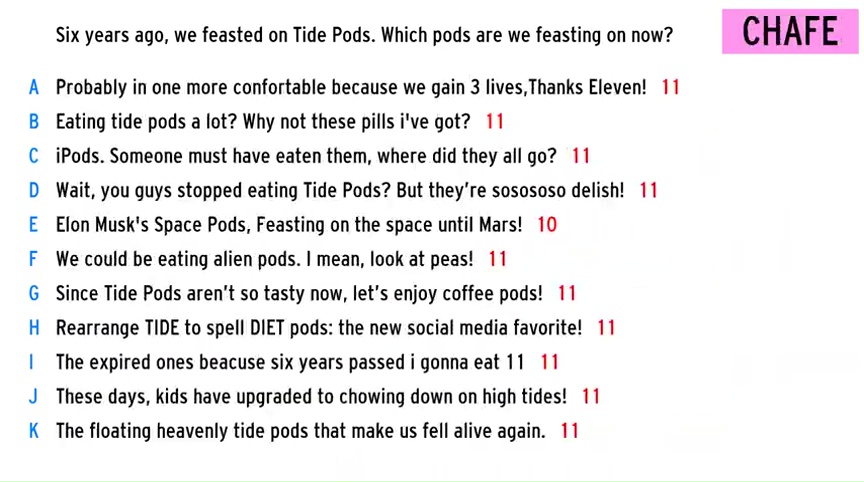 Six years ago, we feasted on Tide Pods. Which pods are we feasting on now?
CHAFE
A Probably in one more confortable because we gain 3 lives,Thanks Eleven! 11
B Eating tide pods a lot? Why not these pills i've got? 11
C iPods. Someone must have eaten them, where did they all go? 11
D Wait, you guys stopped eating Tide Pods? But they're sosososo delish! 11
E Elon Musk's Space Pods, Feasting on the space until Mars! 10
F We could be eating alien pods. I mean, look at peas! 11
G Since Tide Pods aren't so tasty now, let's enjoy coffee pods! 11
H Rearrange TIDE to spell DIET pods: the new social media favorite! 11
I The expired ones beacuse six years passed i gonna eat 11 11
J These days, kids have upgraded to chowing down on high tides! 11
K The floating heavenly tide pods that make us fell alive again. 11